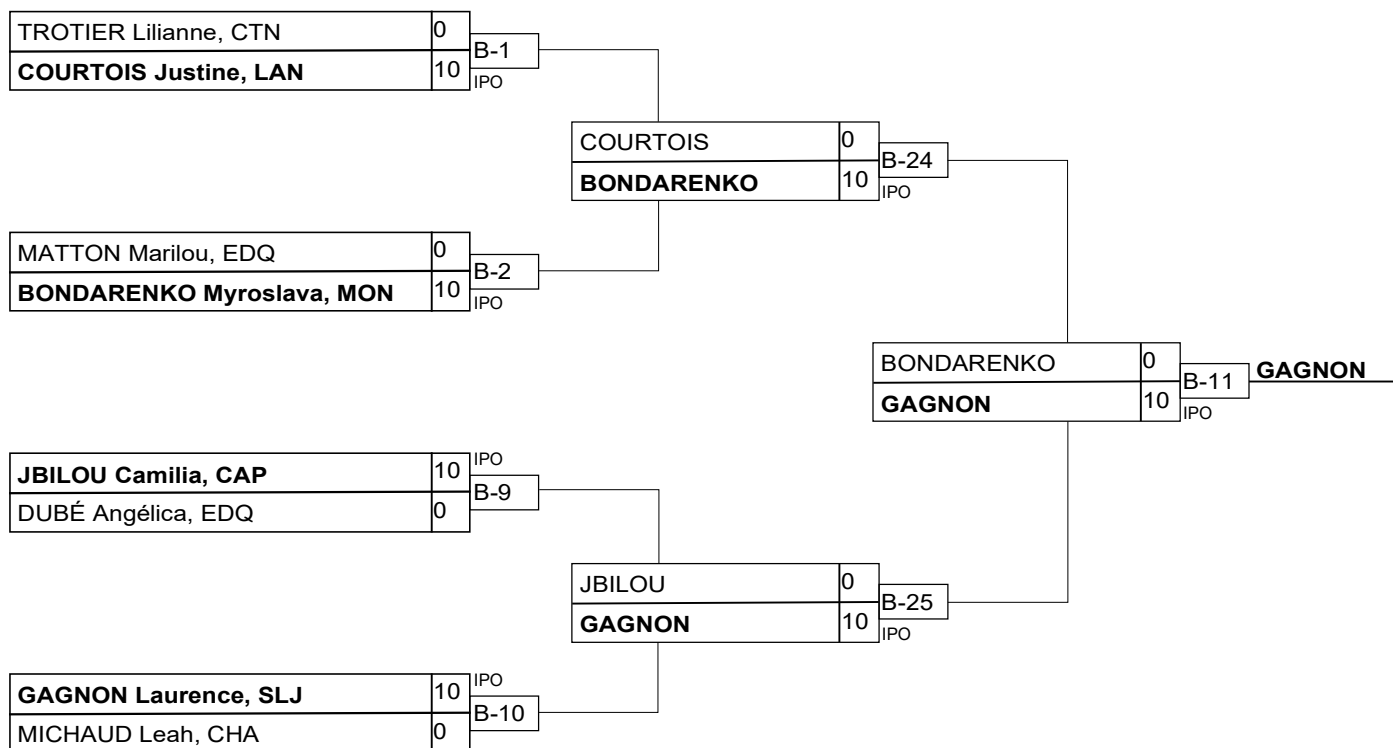 TROTIER Lilianne, CTN 0
B-1
COURTOIS Justine, LAN 10
IPO
COURTOIS 0
B-24
BONDARENKO 10
IPO
MATTON Marilou, EDQ 0
B-2
BONDARENKO Myroslava, MON 10
IPO
BONDARENKO 0
B-11
GAGNON
GAGNON 10
IPO
JBILOU Camilia, CAP 10
IPO
B-9
DUBÉ Angélica, EDQ 0
JBILOU 0
B-25
GAGNON 10
IPO
GAGNON Laurence, SLJ 10
IPO
B-10
MICHAUD Leah, CHA 0